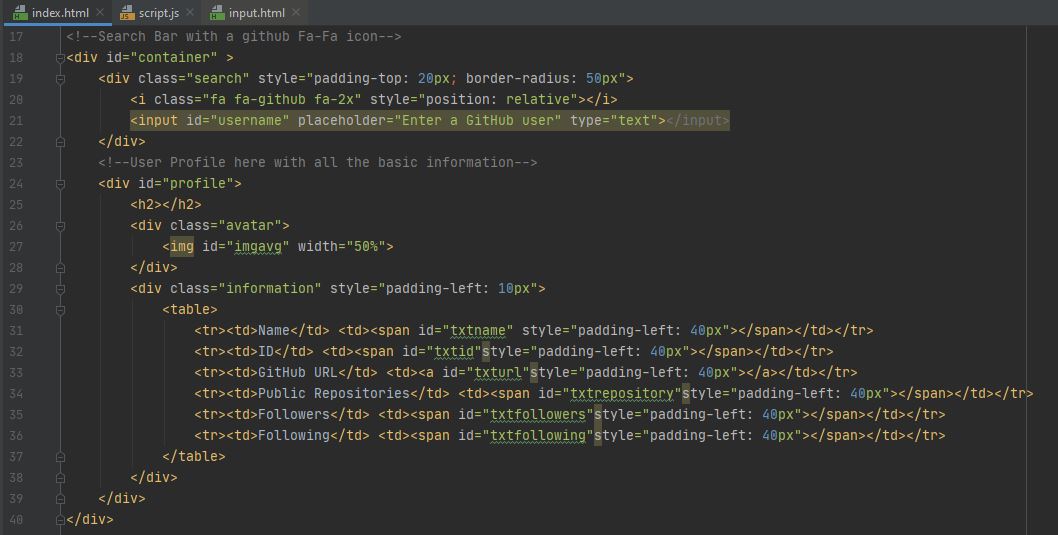 index.html script.js input.html
17 <!--Search Bar with a github Fa-Fa icon-->
18 <div id="container" >
19 <div class="search" style="padding-top: 20px; border-radius: 50px">
20 <i class="fa fa-github fa-2x" style="position: relative"></i>
21 <input id="username" placeholder="Enter a GitHub user" type="text"></input>
22 </div>
23 <!--User Profile here with all the basic information-->
24 <div id="profile">
25 <h2></h2>
26 <div class="avatar">
27 <img id="imgavg" width="50%">
28 </div>
29 <div class="information" style="padding-left: 10px">
30 <table>
31 <tr><td>Name</td> <td><span id="txtname" style="padding-left: 40px"></span></td></tr>
32 <tr><td>ID</td> <td><span id="txtid"style="padding-left: 40px"></span></td></tr>
33 <tr><td>GitHub URL</td> <td><a id="txturl"style="padding-left: 40px"></a></td></tr>
34 <tr><td>Public Repositories</td> <td><span id="txtrepository"style="padding-left: 40px"></span></td></tr>
35 <tr><td>Followers</td> <td><span id="txtfollowers"style="padding-left: 40px"></span></td></tr>
36 <tr><td>Following</td> <td><span id="txtfollowing"style="padding-left: 40px"></span></td></tr>
37 </table>
38 </div>
39 </div>
40 </div>